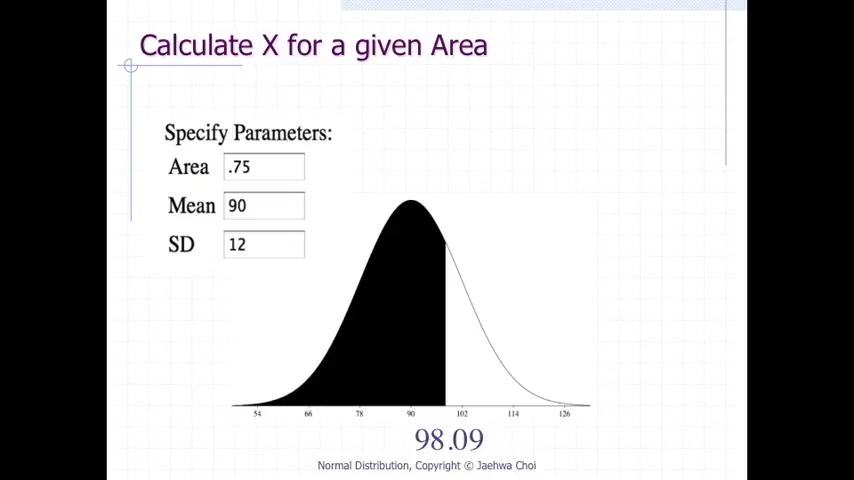 Calculate X for a given Area
Specify Parameters:
Area .75
Mean 90
SD 12
54 66 78 90 102 114 126
98.09
Normal Distribution, Copyright © Jaehwa Choi